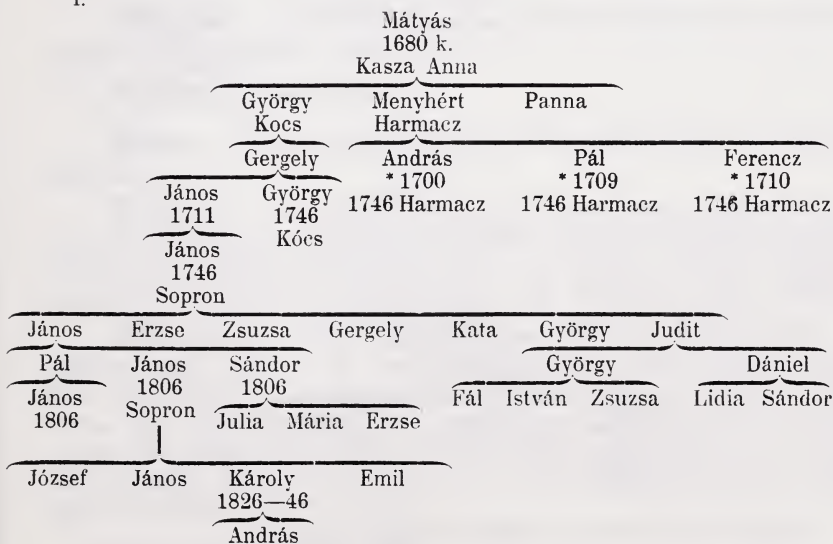 1.
Mátyás
1680 k.
Kasza Anna
György Menyhért Panna
Kocs Harmacz
Gergely András Pál Ferencz
* 1700 * 1709 * 1710
János György 1746 Harmacz 1746 Harmacz 1746 Harmacz
1711 1746
Kócs
János
1746
Sopron
János Erzse Zsuzsa Gergely Kata György Judit
Pál János Sándor György Dániel
1806 1806
János Sopron Fál István Zsuzsa Lidia Sándor
1806 Julia Mária Erzse
József János Károly Emil
1826—46
András